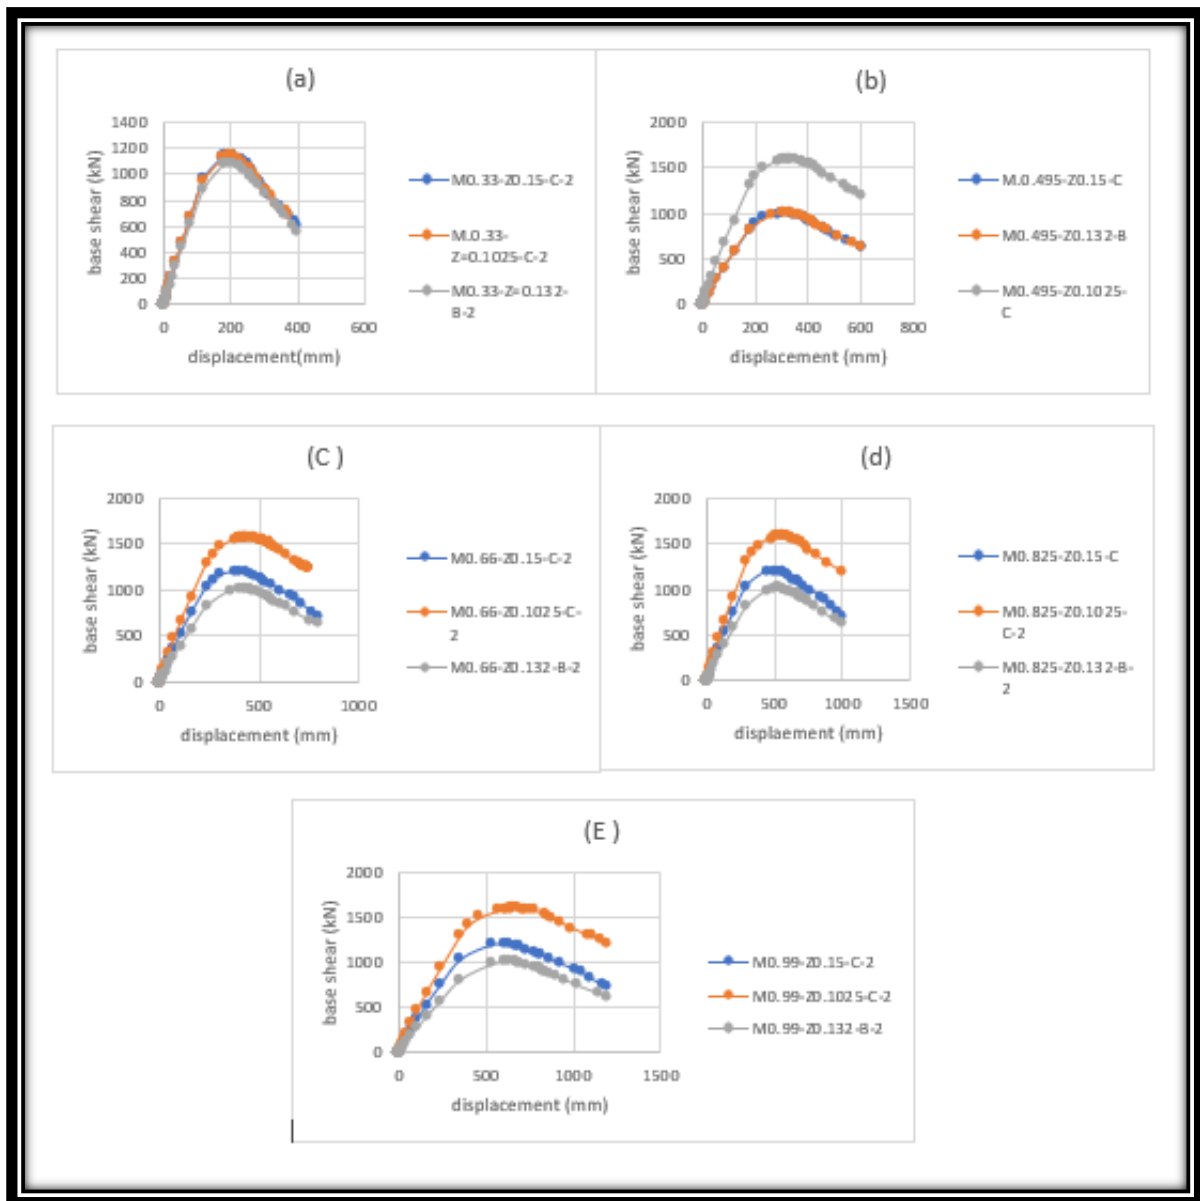 (a)
base shear (kN)
1400
1200
1000
800
600
400
200
0
0 200 400 600
displacement(mm)
M0.33-Z0.15-C-2
M.0.33-
Z=0.1025-C-2
M0.33-Z=0.132-
B-2
(b)
base shear (kN)
2000
1500
1000
500
0
0 200 400 600 800
displacement (mm)
M.0.495-Z0.15-C
M0.495-Z0.132-B
M0.495-Z0.1025-
C
(C )
base shear (kN)
2000
1500
1000
500
0
0 500 1000
displacement (mm)
M0.66-Z0.15-C-2
M0.66-Z0.1025-C-
2
M0.66-Z0.132-B-2
(d)
base shear (kN)
2000
1500
1000
500
0
0 500 1000 1500
displaement (mm)
M0.825-Z0.15-C
M0.825-Z0.1025-
C-2
M0.825-Z0.132-B-
2
(E )
base shear (kN)
2000
1500
1000
500
0
0 500 1000 1500
displacement (mm)
M0.99-Z0.15-C-2
M0.99-Z0.1025-C-2
M0.99-Z0.132-B-2